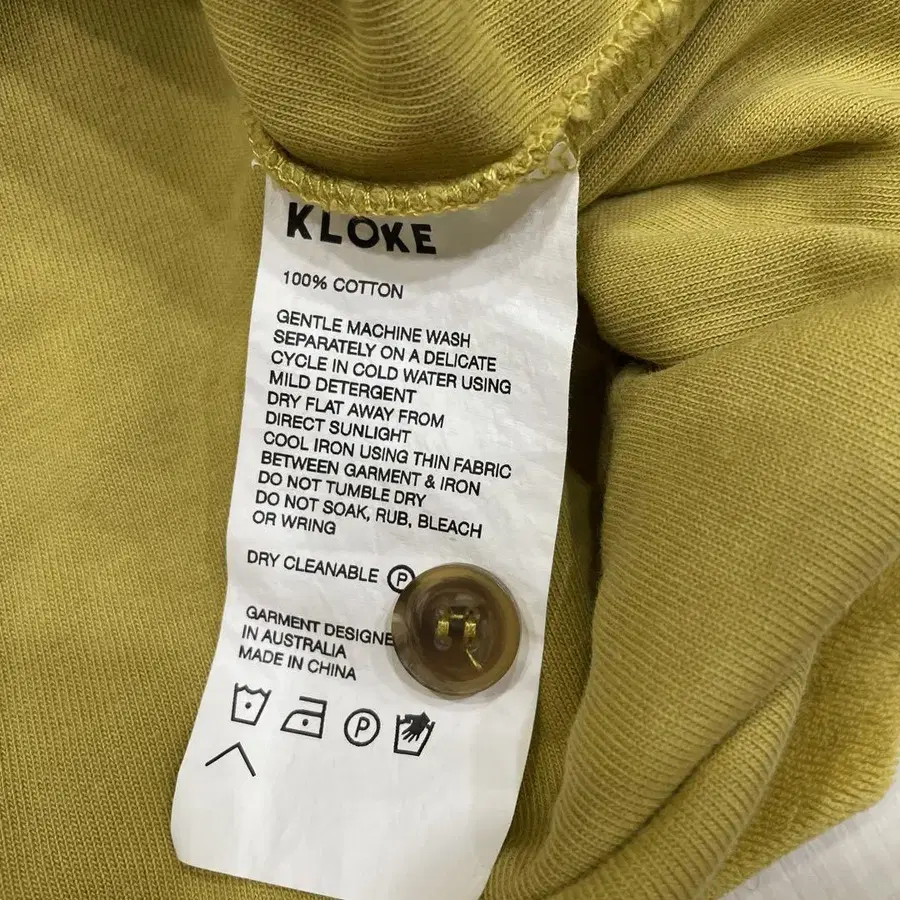 KLOKE
100% COTTON
GENTLE MACHINE WASH
SEPARATELY ON A DELICATE
CYCLE IN COLD WATER USING
MILD DETERGENT
DRY FLAT AWAY FROM
DIRECT SUNLIGHT
COOL IRON USING THIN FABRIC
BETWEEN GARMENT & IRON
DO NOT TUMBLE DRY
DO NOT SOAK, RUB, BLEACH
OR WRING
DRY CLEANABLE P
GARMENT DESIGNE
IN AUSTRALIA
MADE IN CHINA
P